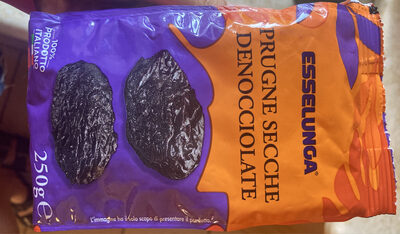 ESSELUNGA®
PRUGNE SECCHE
DENOCCIOLATE
100%
PRODOTTO
ITALIANO
250g e
L'immagine ha il solo scopo di presentare il prodotto.